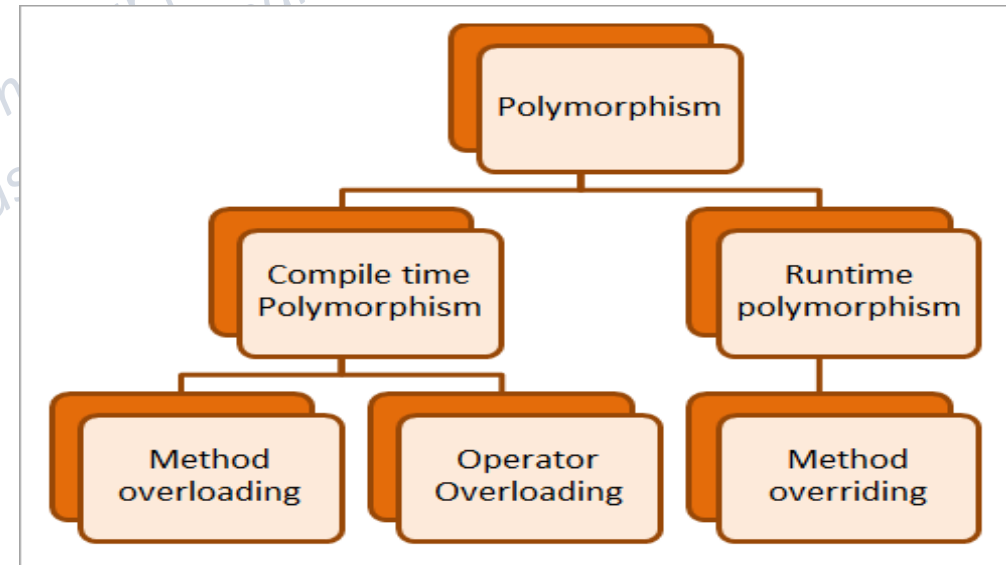 Polymorphism
Compile time
Polymorphism
Runtime
polymorphism
Method
overloading
Operator
Overloading
Method
overriding